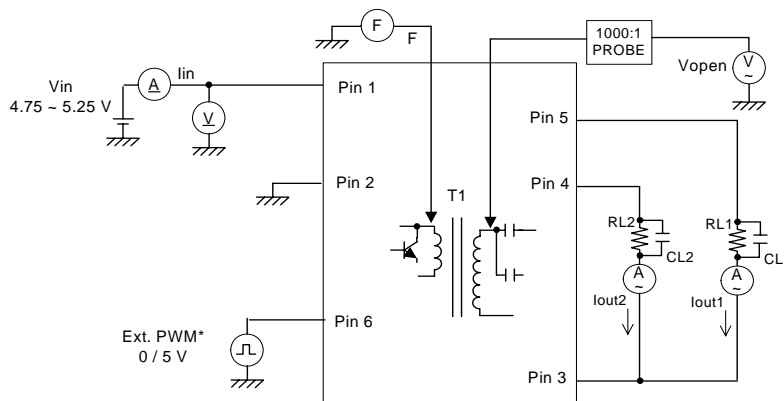 F
F
1000:1
PROBE
Vopen
V
~
Vin
4.75 ~ 5.25 V
A
Iin
V
Pin 1
Pin 5
Pin 2
Pin 4
T1
RL2
CL2
RL1
CL
A
~
A
~
Iout2
Iout1
Ext. PWM*
0 / 5 V
Pin 6
Pin 3